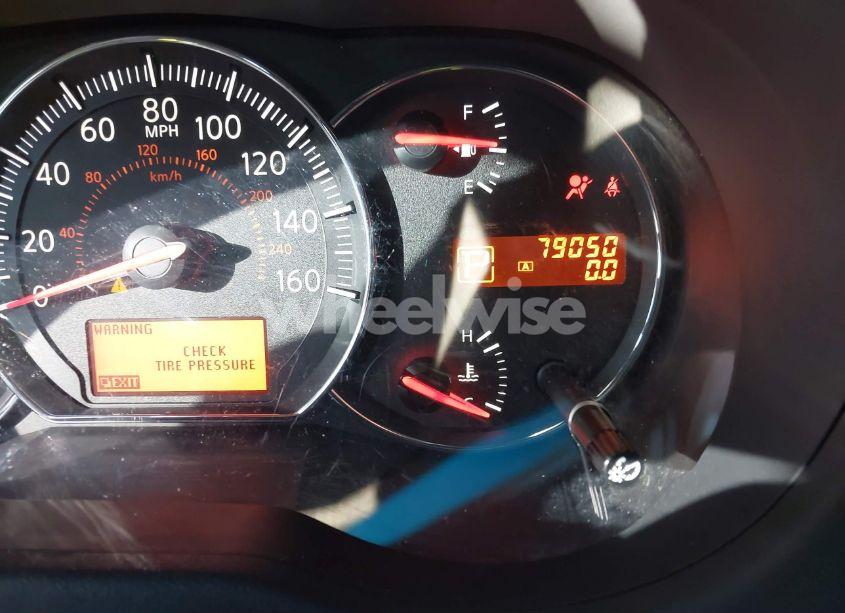 80
MPH
60
100
40
120
20
140
0
160
120
160
80
km/h
200
40
240
WARNING
CHECK
TIRE PRESSURE
EXIT
F
E
79050
P
A
0.0
H
C
wheelwise